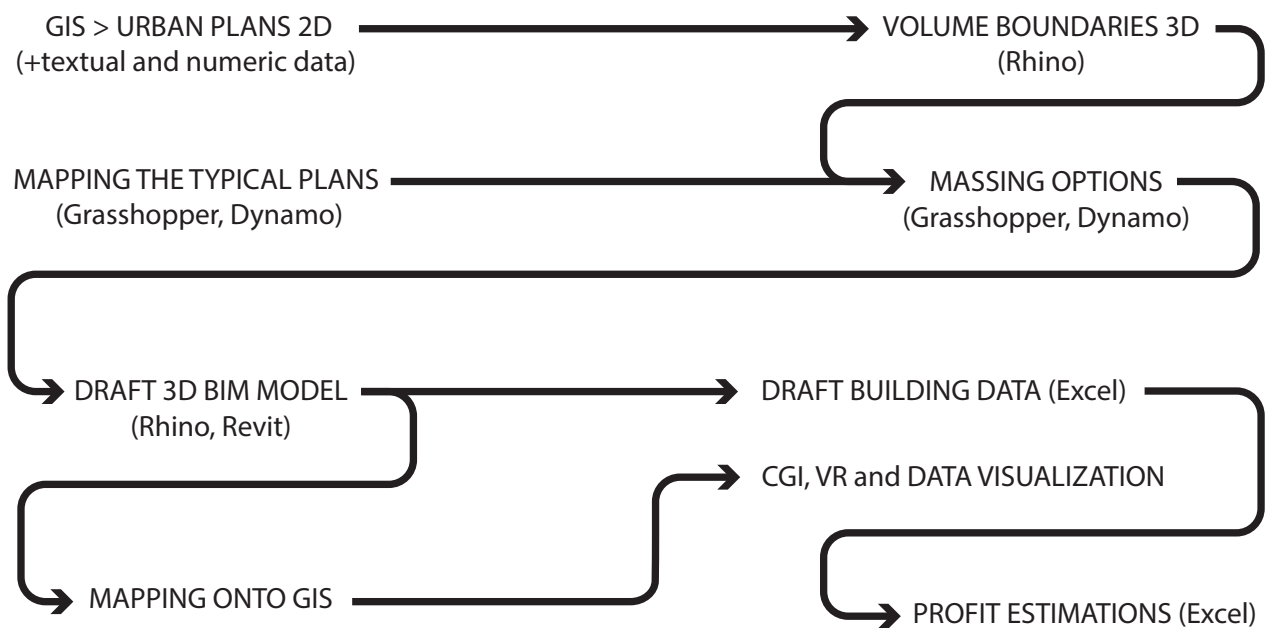 GIS > URBAN PLANS 2D
(+textual and numeric data)
VOLUME BOUNDARIES 3D
(Rhino)
MAPPING THE TYPICAL PLANS
(Grasshopper, Dynamo)
MASSING OPTIONS
(Grasshopper, Dynamo)
DRAFT 3D BIM MODEL
(Rhino, Revit)
DRAFT BUILDING DATA (Excel)
CGI, VR and DATA VISUALIZATION
MAPPING ONTO GIS
PROFIT ESTIMATIONS (Excel)